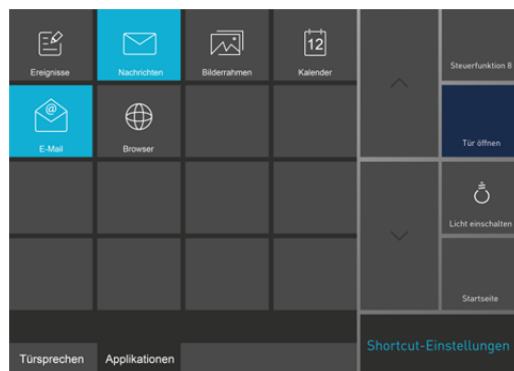 Ereignisse
Nachrichten
Bilderrahmen
12
Kalender
Steuerfunktion 8
@
E-Mail
Browser
Tür öffnen
Licht einschalten
Startseite
Shortcut-Einstellungen
Türsprechen
Applikationen